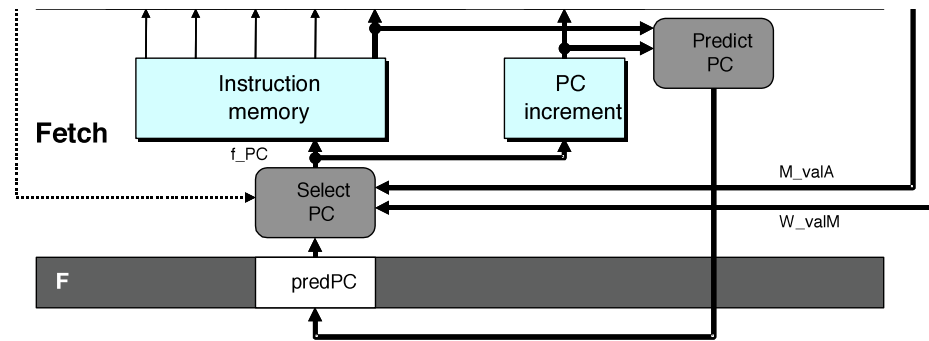 Predict
PC
Instruction
memory
PC
increment
Fetch
f_PC
Select
PC
M_valA
W_valM
F
predPC